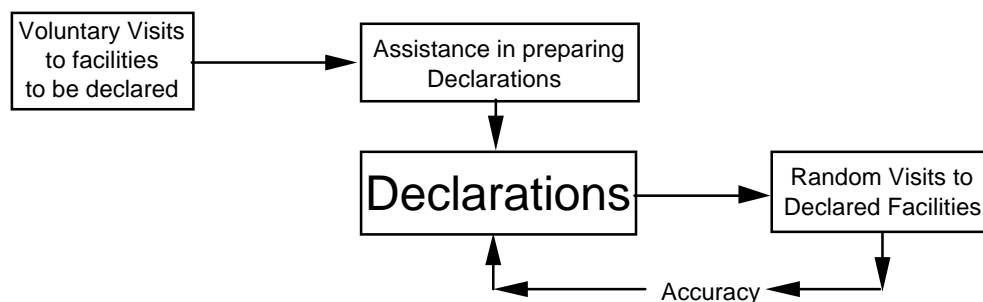 Voluntary Visits
to facilities
to be declared
Assistance in preparing
Declarations
Declarations
Random Visits to
Declared Facilities
Accuracy